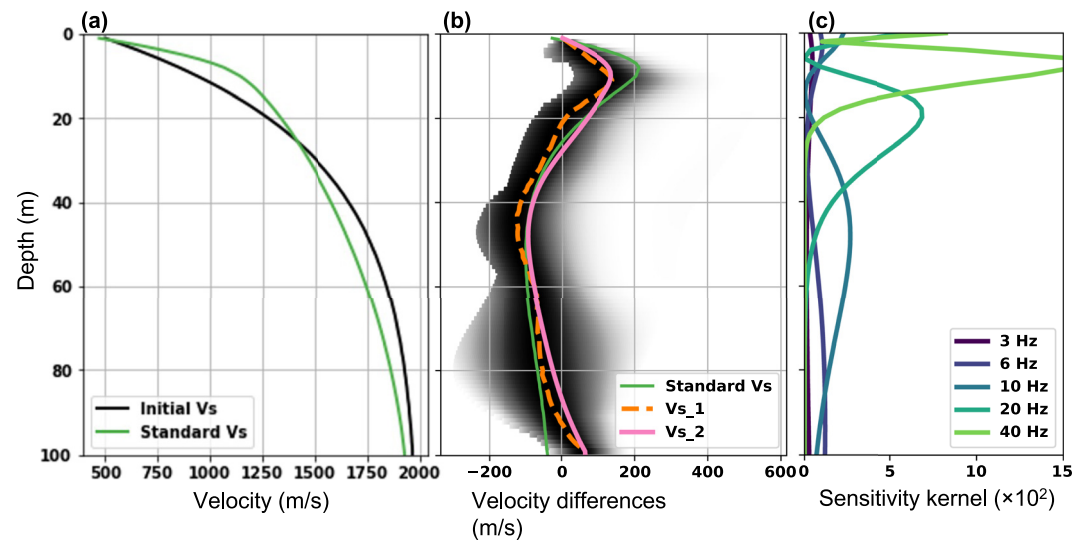 (a)
(b)
(c)
0
20
40
60
80
100
Depth (m)
500
750
1000
1250
1500
1750
2000
Velocity (m/s)
Initial Vs
Standard Vs
−200
0
200
400
600
Velocity differences
(m/s)
Standard Vs
Vs_1
Vs_2
0
5
10
15
Sensitivity kernel (×10²)
3 Hz
6 Hz
10 Hz
20 Hz
40 Hz